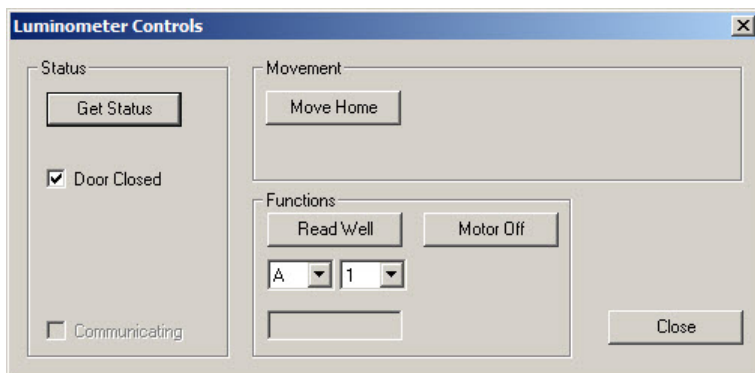 Luminometer Controls
Status
Get Status
Door Closed
Communicating
Movement
Move Home
Functions
Read Well
Motor Off
A
1
Close